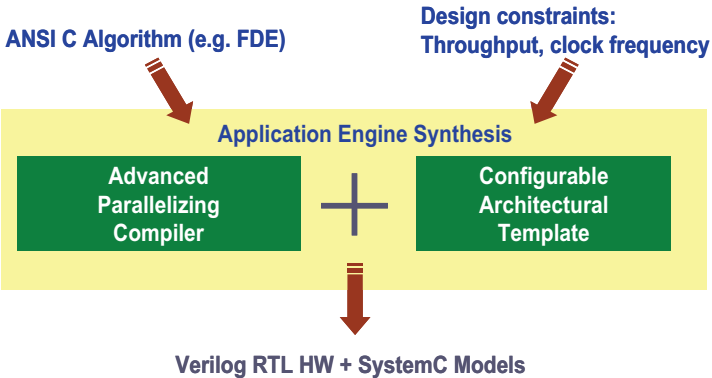 ANSI C Algorithm (e.g. FDE)
Design constraints:
Throughput, clock frequency
Application Engine Synthesis
Advanced
Parallelizing
Compiler
Configurable
Architectural
Template
Verilog RTL HW + SystemC Models